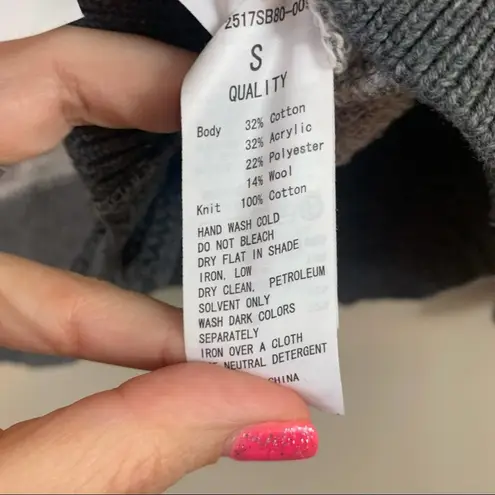 2517SB80-00
S
QUALITY
Body 32% Cotton
32% Acrylic
22% Polyester
14% Wool
Knit 100% Cotton
HAND WASH COLD
DO NOT BLEACH
DRY FLAT IN SHADE
IRON, LOW
DRY CLEAN, PETROLEUM
SOLVENT ONLY
WASH DARK COLORS
SEPARATELY
IRON OVER A CLOTH
NEUTRAL DETERGENT
CHINA